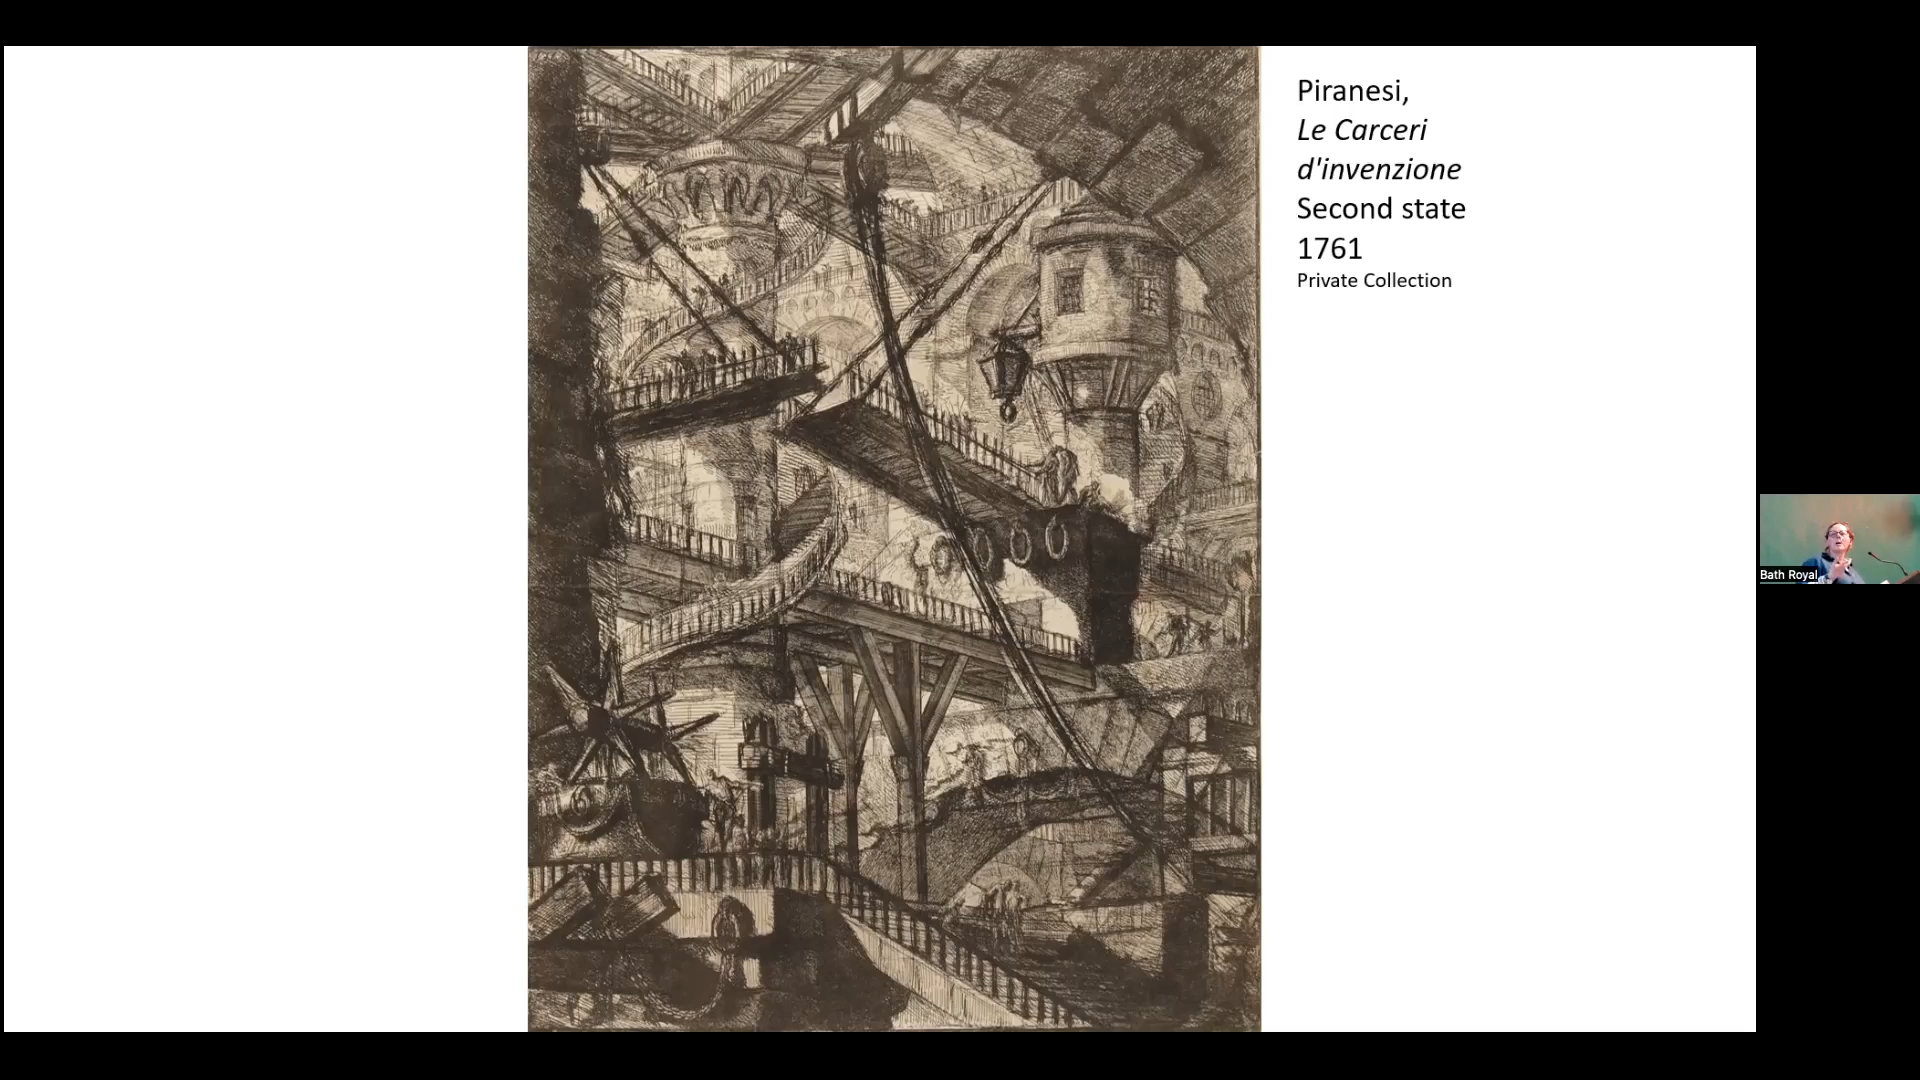 Piranesi,
Le Carceri
d'invenzione
Second state
1761
Private Collection
Bath Royal